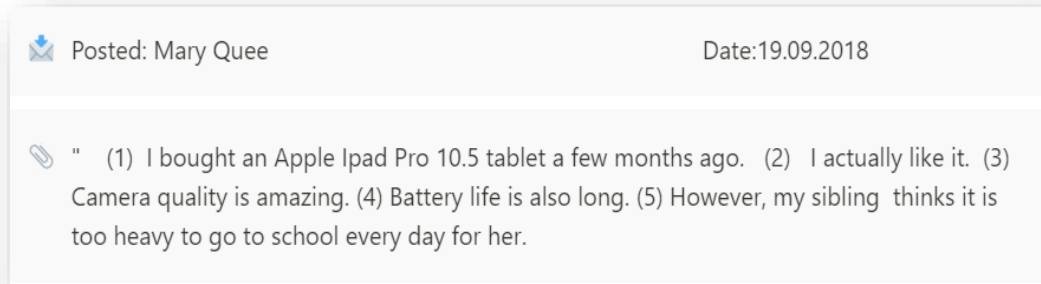 Posted: Mary Quee Date:19.09.2018
" (1) I bought an Apple Ipad Pro 10.5 tablet a few months ago. (2) I actually like it. (3)
Camera quality is amazing. (4) Battery life is also long. (5) However, my sibling thinks it is
too heavy to go to school every day for her.